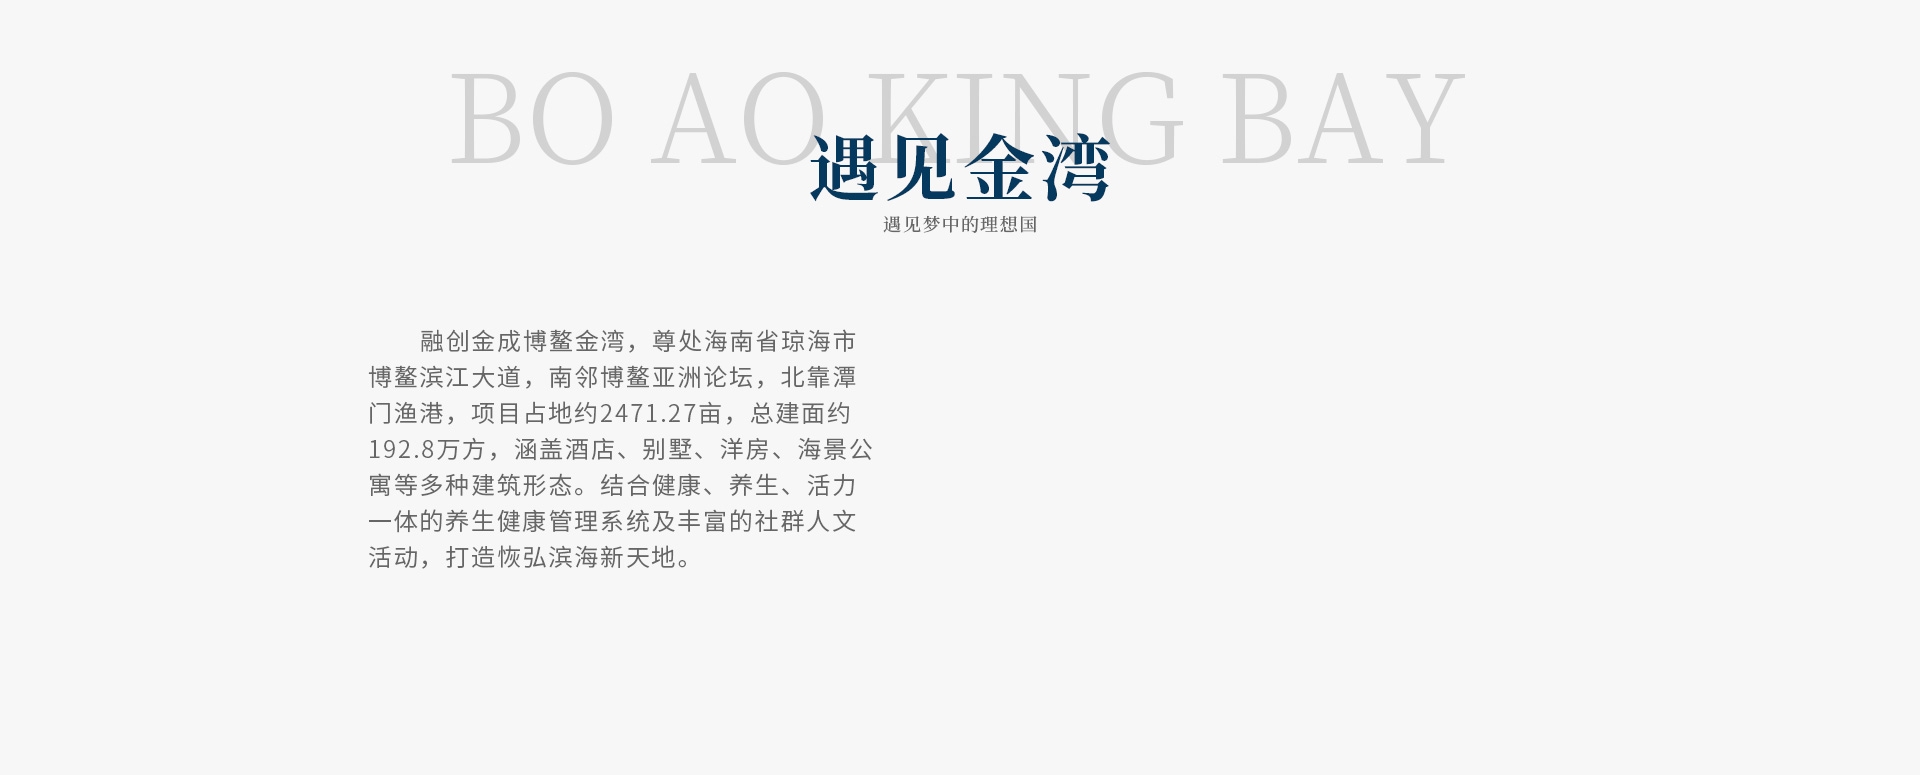 BO AO KING BAY
遇见金湾
遇见梦中的理想国
融创金成博鳌金湾，尊处海南省琼海市
博鳌滨江大道，南邻博鳌亚洲论坛，北靠潭
门渔港，项目占地约2471.27亩，总建面约
192.8万方，涵盖酒店、别墅、洋房、海景公
寓等多种建筑形态。结合健康、养生、活力
一体的养生健康管理系统及丰富的社群人文
活动，打造恢弘滨海新天地。